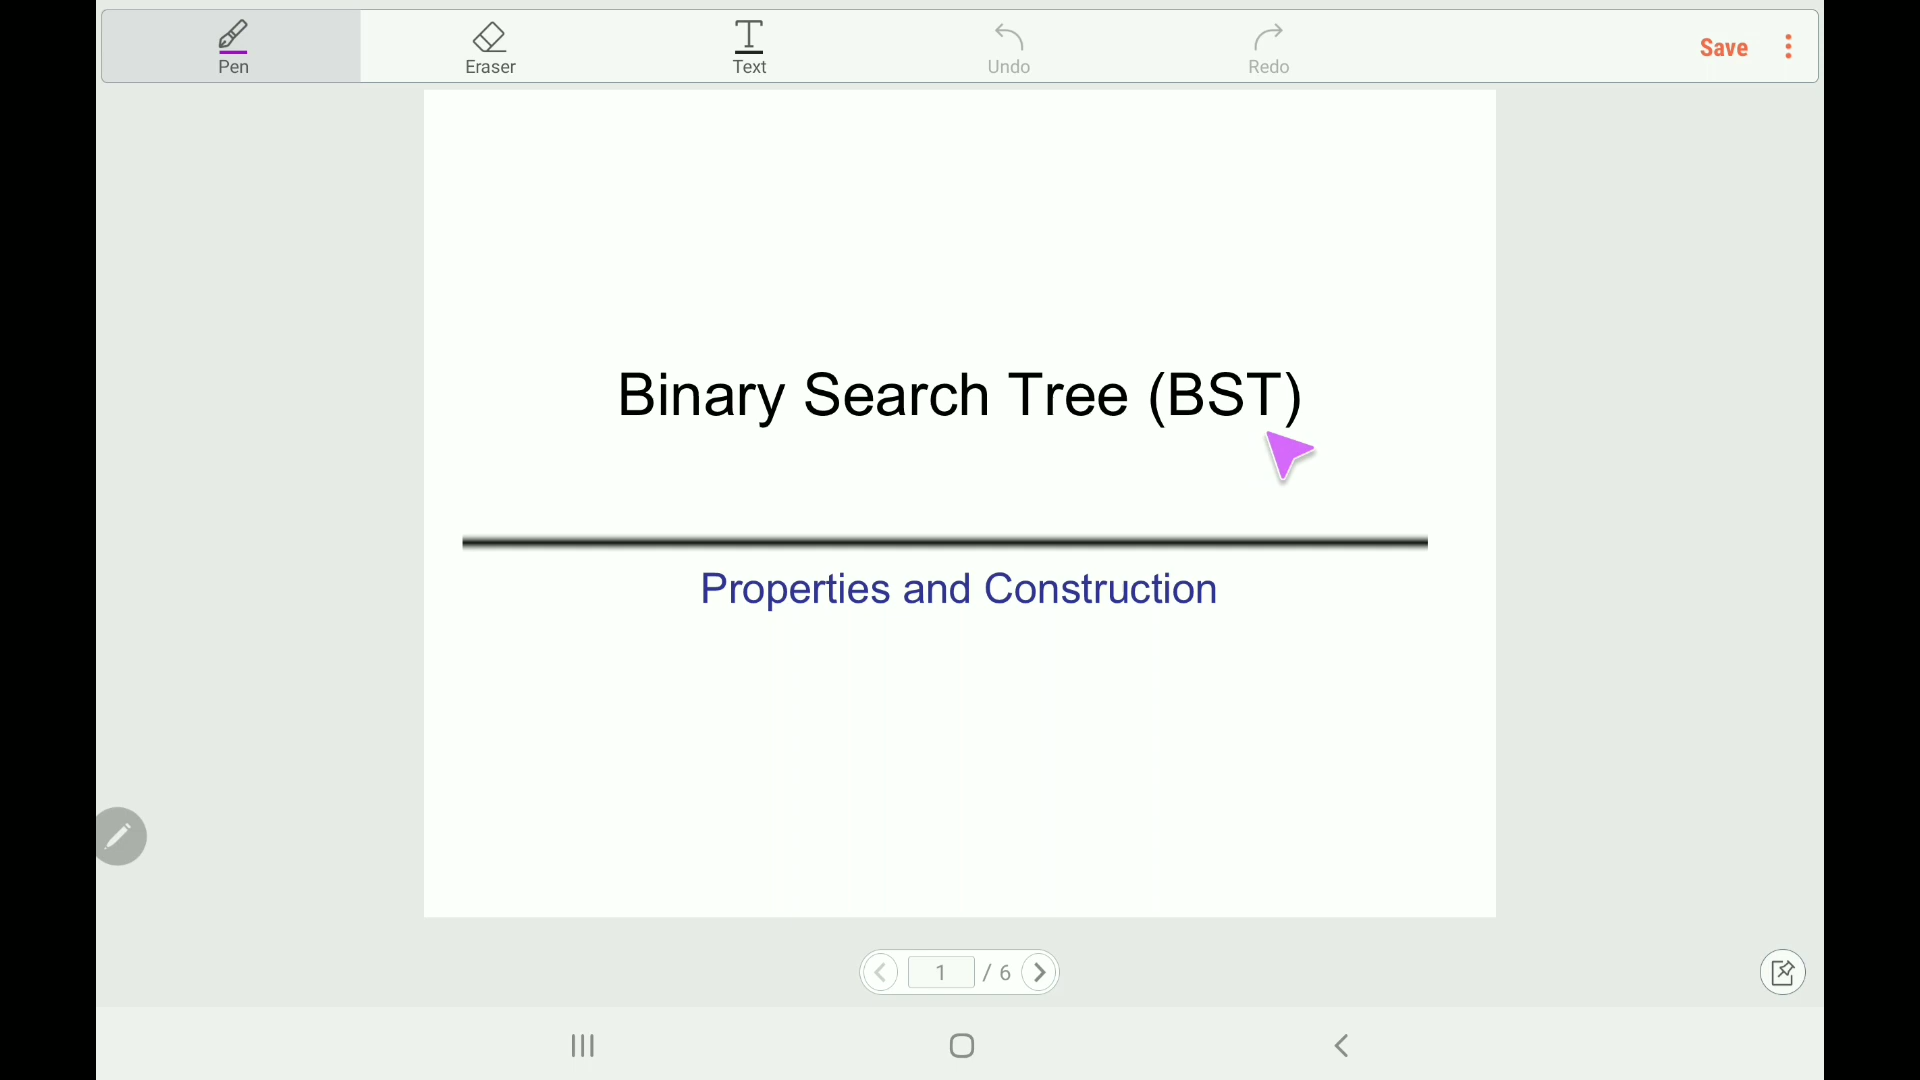 Pen
Eraser
Text
Undo
Redo
Save
Binary Search Tree (BST)
Properties and Construction
1 / 6